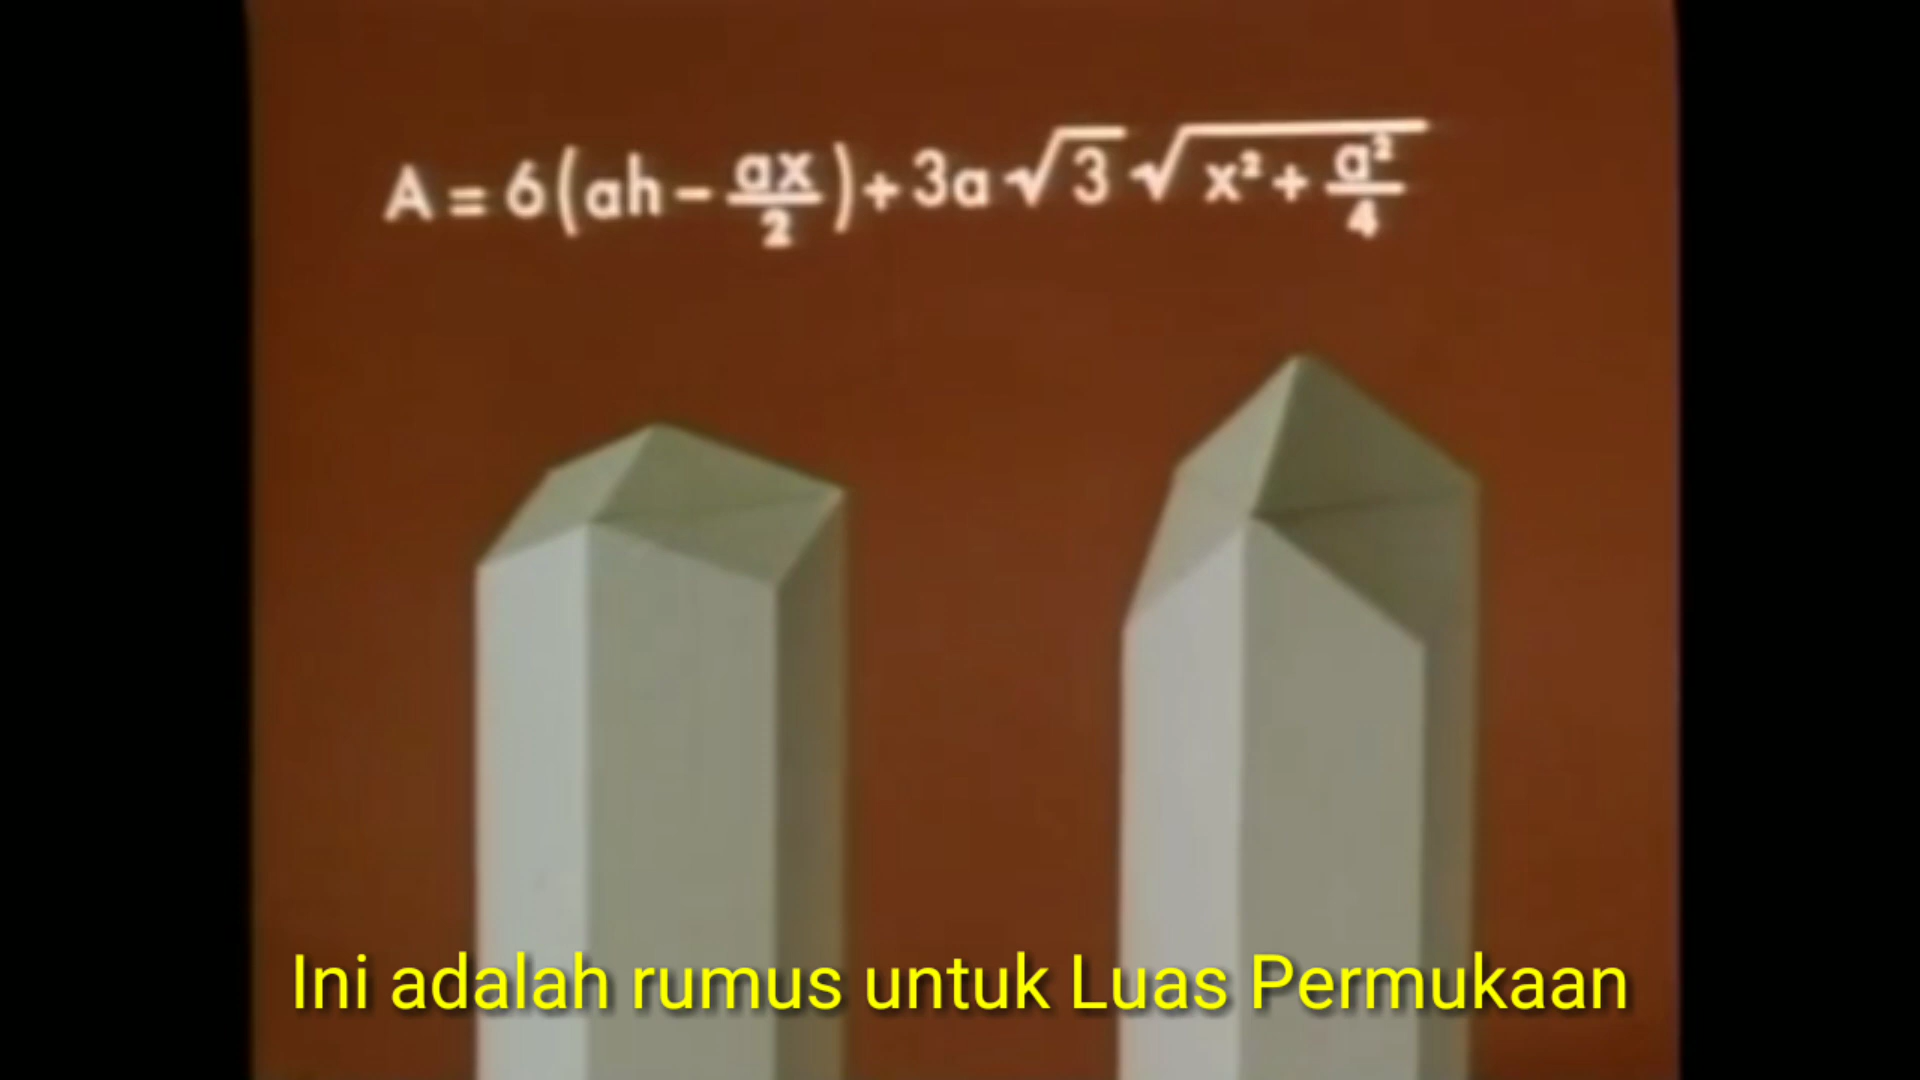 A = 6(ah - ax/2) + 3a √3 √(x² + a²/4)
Ini adalah rumus untuk Luas Permukaan